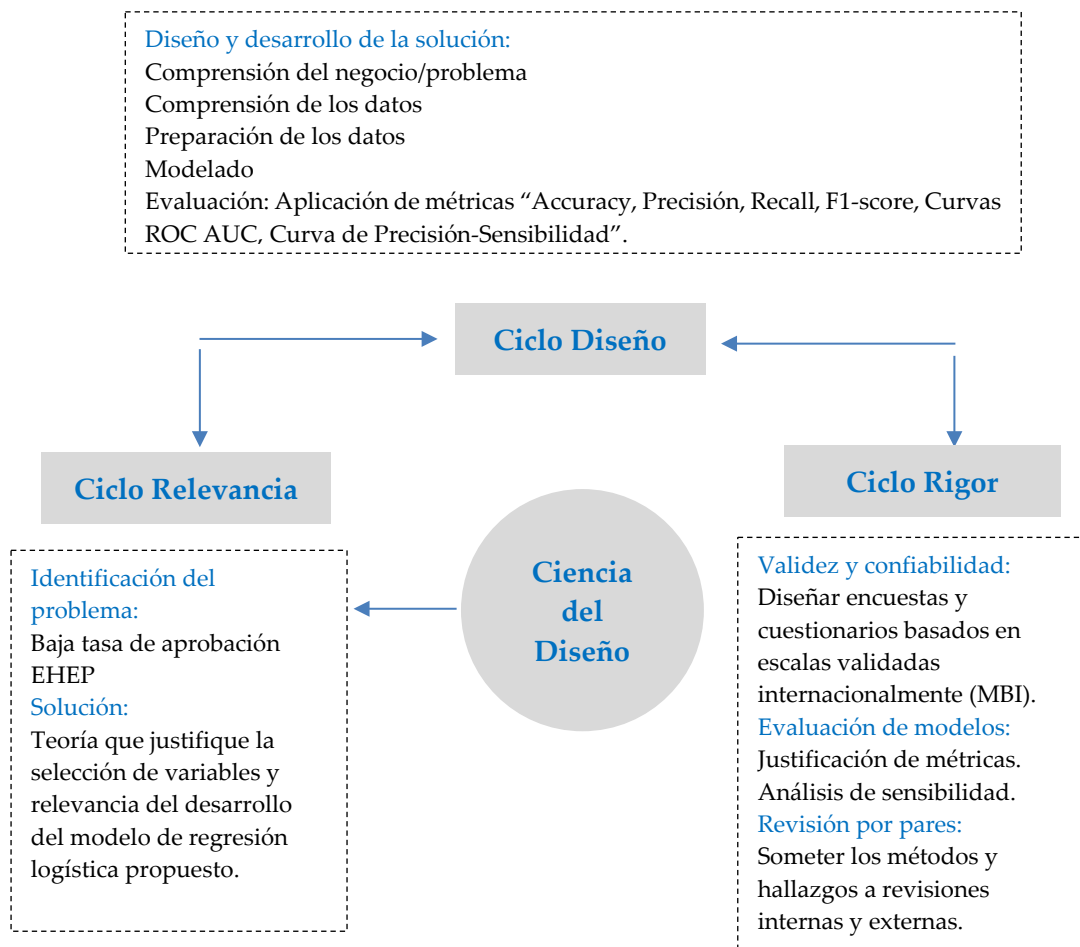 Diseño y desarrollo de la solución:
Comprensión del negocio/problema
Comprensión de los datos
Preparación de los datos
Modelado
Evaluación: Aplicación de métricas “Accuracy, Precisión, Recall, F1-score, Curvas
ROC AUC, Curva de Precisión-Sensibilidad”.
Ciclo Diseño
Ciclo Relevancia
Ciclo Rigor
Ciencia
del
Diseño
Identificación del
problema:
Baja tasa de aprobación
EHEP
Solución:
Teoría que justifique la
selección de variables y
relevancia del desarrollo
del modelo de regresión
logística propuesto.
Validez y confiabilidad:
Diseñar encuestas y
cuestionarios basados en
escalas validadas
internacionalmente (MBI).
Evaluación de modelos:
Justificación de métricas.
Análisis de sensibilidad.
Revisión por pares:
Someter los métodos y
hallazgos a revisiones
internas y externas.